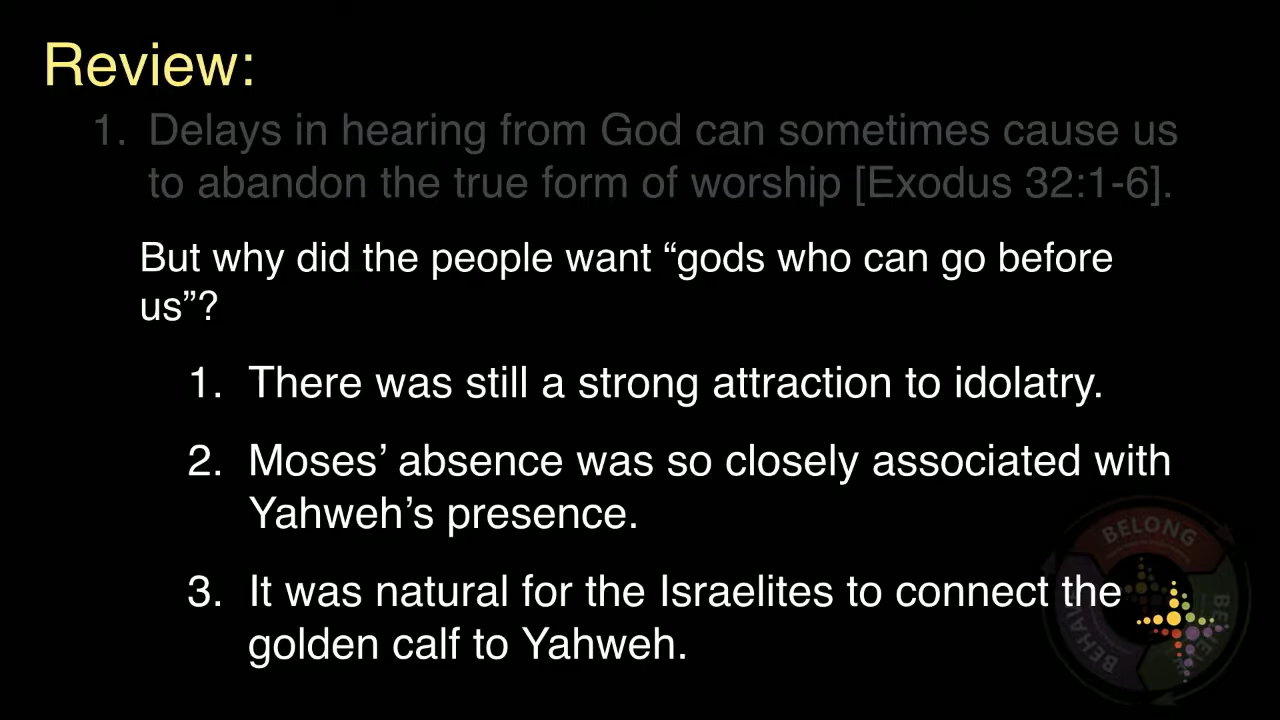 Review:
1. Delays in hearing from God can sometimes cause us
to abandon the true form of worship [Exodus 32:1-6].
But why did the people want “gods who can go before
us”?
1. There was still a strong attraction to idolatry.
2. Moses’ absence was so closely associated with
Yahweh’s presence.
3. It was natural for the Israelites to connect the
golden calf to Yahweh.
BELONG
BEHAVE